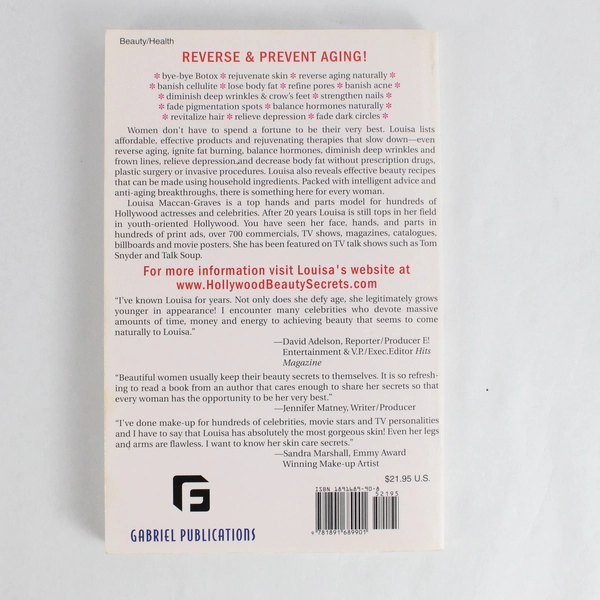 Beauty/Health
REVERSE & PREVENT AGING!
✽ bye-bye Botox ✽ rejuvenate skin ✽ reverse aging naturally ✽
✽ banish cellulite ✽ lose body fat ✽ refine pores ✽ banish acne ✽
✽ diminish deep wrinkles & crow's feet ✽ strengthen nails ✽
✽ fade pigmentation spots ✽ balance hormones naturally ✽
✽ revitalize hair ✽ relieve depression ✽ fade dark circles ✽
Women don't have to spend a fortune to be their very best. Louisa lists
affordable, effective products and rejuvenating therapies that slow down—even
reverse aging, ignite fat burning, balance hormones, diminish deep wrinkles and
frown lines, relieve depression,and decrease body fat without prescription drugs,
plastic surgery or invasive procedures. Louisa also reveals effective beauty recipes
that can be made using household ingredients. Packed with intelligent advice and
anti-aging breakthroughs, there is something here for every woman.
Louisa Maccan-Graves is a top hands and parts model for hundreds of
Hollywood actresses and celebrities. After 20 years Louisa is still tops in her field
in youth-oriented Hollywood. You have seen her face, hands, and parts in
hundreds of print ads, over 700 commercials, TV shows, magazines, catalogues,
billboards and movie posters. She has been featured on TV talk shows such as Tom
Snyder and Talk Soup.
For more information visit Louisa's website at
www.HollywoodBeautySecrets.com
"I've known Louisa for years. Not only does she defy age, she legitimately grows
younger in appearance! I encounter many celebrities who devote massive
amounts of time, money and energy to achieving beauty that seems to come
naturally to Louisa."
—David Adelson, Reporter/Producer E!
Entertainment & V.P./Exec.Editor Hits
Magazine
"Beautiful women usually keep their beauty secrets to themselves. It is so refresh-
ing to read a book from an author that cares enough to share her secrets so that
every woman has the opportunity to be her very best."
—Jennifer Matney, Writer/Producer
"I've done make-up for hundreds of celebrities, movie stars and TV personalities
and I have to say that Louisa has absolutely the most gorgeous skin! Even her legs
and arms are flawless. I want to know her skin care secrets."
—Sandra Marshall, Emmy Award
Winning Make-up Artist
$21.95 U.S.
ISBN 1891689-90-8
52195
9 781891 689901
G
GABRIEL PUBLICATIONS